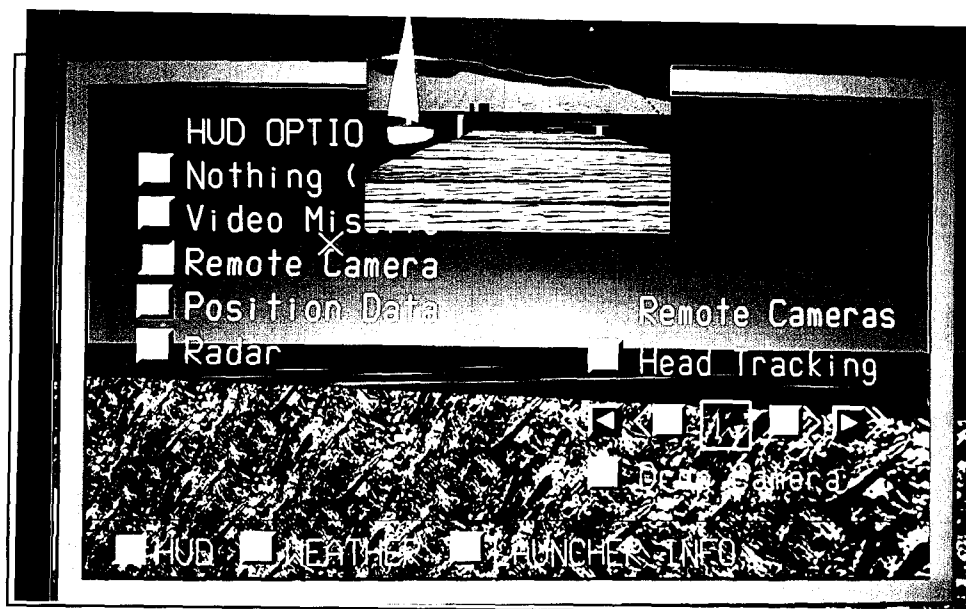 HUD OPTIO
Nothing (
Video Mis
Remote Camera
Position Data
Radar
Remote Cameras
Head Tracking
Drop Camera
HUD WEATHER LAUNCHER INFO